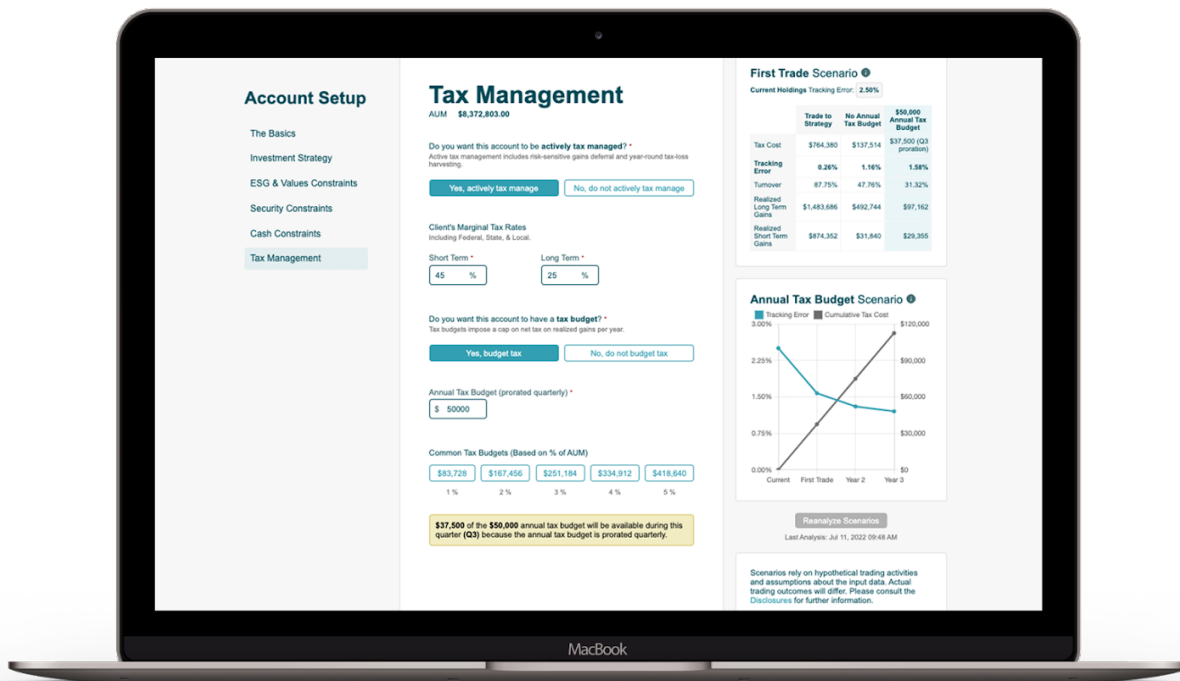 Account Setup
The Basics
Investment Strategy
ESG & Values Constraints
Security Constraints
Cash Constraints
Tax Management
Tax Management
AUM $8,372,803.00
Do you want this account to be actively tax managed? *
Active tax management includes risk-sensitive gains deferral and year-round tax-loss
harvesting.
Yes, actively tax manage
No, do not actively tax manage
Client's Marginal Tax Rates
Including Federal, State, & Local.
Short Term * Long Term *
45 % 25 %
Do you want this account to have a tax budget? *
Tax budgets impose a cap on net tax on realized gains per year.
Yes, budget tax
No, do not budget tax
Annual Tax Budget (prorated quarterly) *
$ 50000
Common Tax Budgets (Based on % of AUM)
$83,728 $167,456 $251,184 $334,912 $418,640
1 % 2 % 3 % 4 % 5 %
$37,500 of the $50,000 annual tax budget will be available during this
quarter (Q3) because the annual tax budget is prorated quarterly.
First Trade Scenario i
Current Holdings Tracking Error: 2.50%
Trade to
Strategy
No Annual
Tax Budget
$50,000
Annual Tax
Budget
Tax Cost $764,380 $137,514 $37,500 (Q3
proration)
Tracking
Error
0.26% 1.16% 1.58%
Turnover 87.75% 47.76% 31.32%
Realized
Long Term
Gains
$1,483,686 $492,744 $97,162
Realized
Short Term
Gains
$874,352 $31,840 $29,355
Annual Tax Budget Scenario i
Tracking Error Cumulative Tax Cost
3.00% $120,000
2.25% $90,000
1.50% $60,000
0.75% $30,000
0.00% $0
Current First Trade Year 2 Year 3
Reanalyze Scenarios
Last Analysis: Jul 11, 2022 09:48 AM
Scenarios rely on hypothetical trading activities
and assumptions about the input data. Actual
trading outcomes will differ. Please consult the
Disclosures for further information.
MacBook